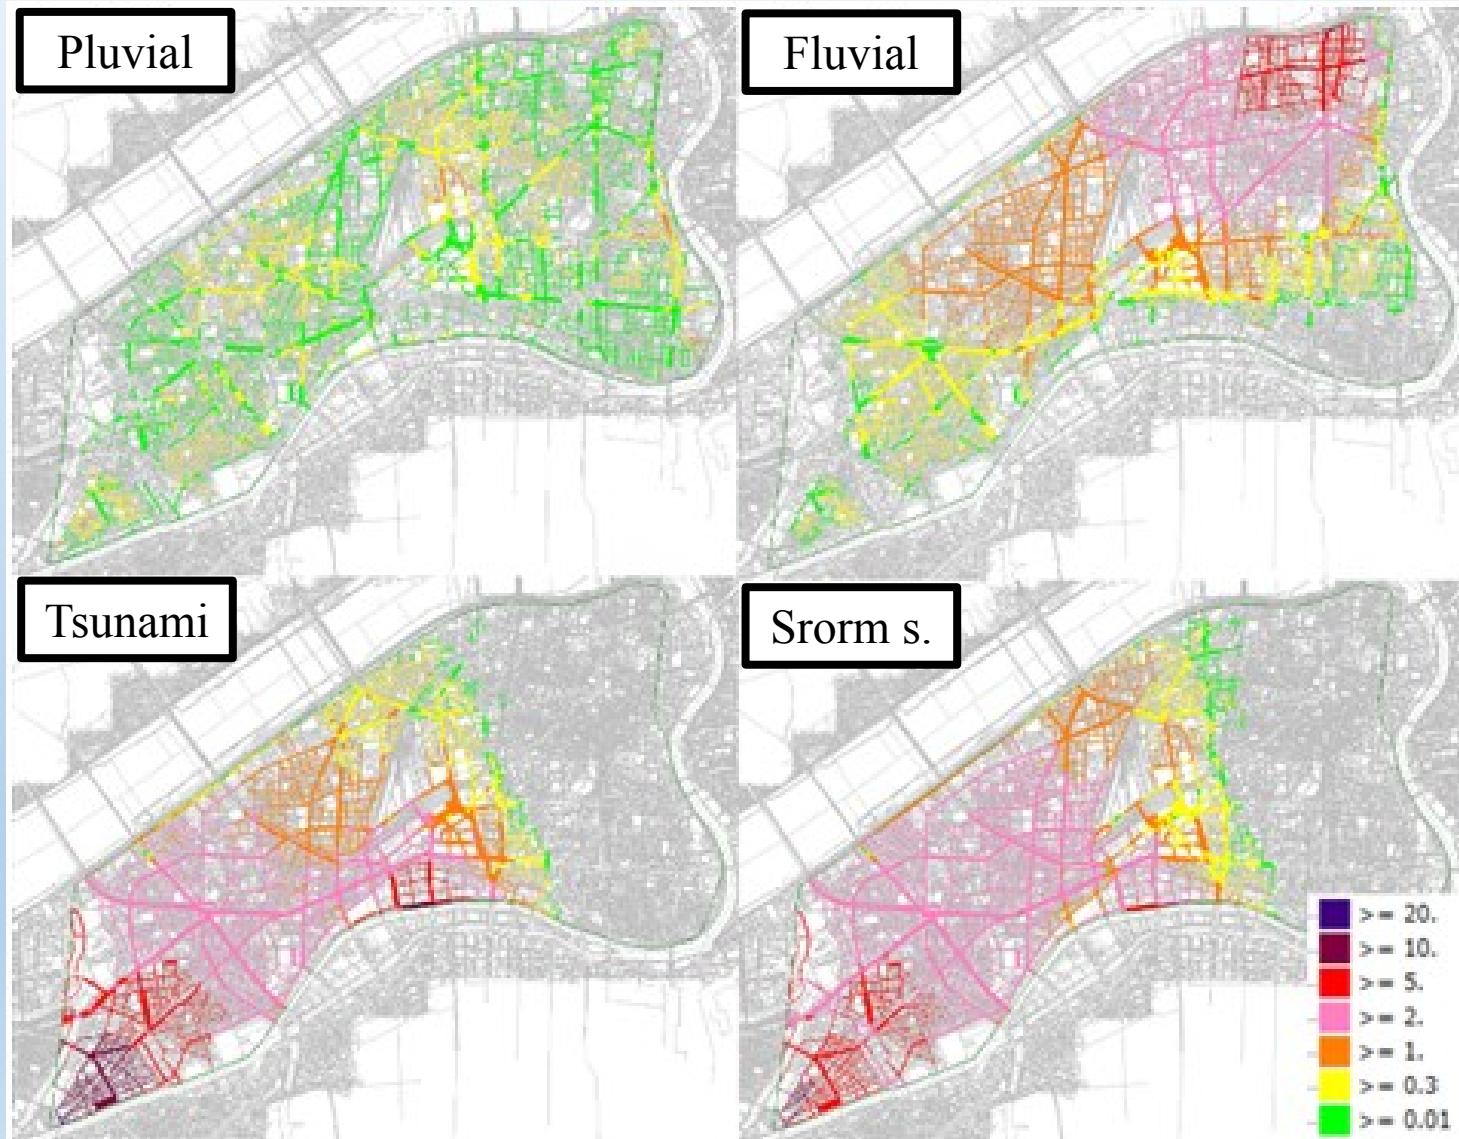 Pluvial
Fluvial
Tsunami
Srorm s.
>= 20.
>= 10.
>= 5.
>= 2.
>= 1.
>= 0.3
>= 0.01